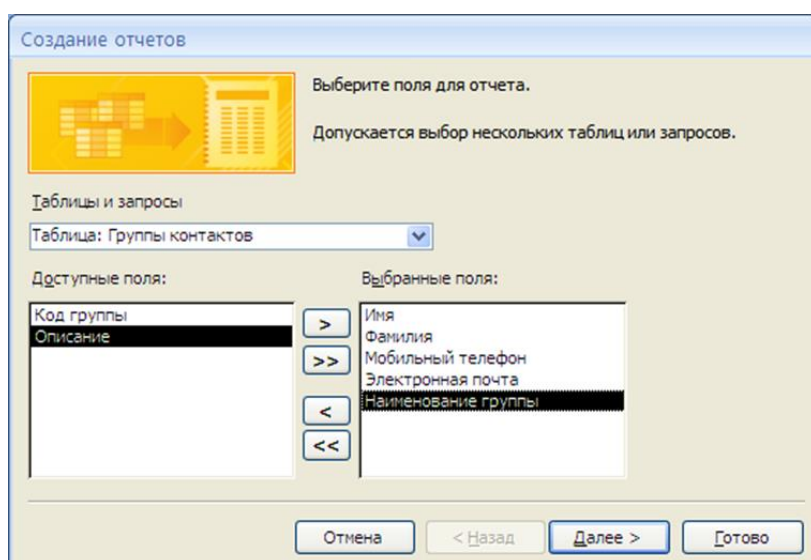 Создание отчетов
Выберите поля для отчета.
Допускается выбор нескольких таблиц или запросов.
Таблицы и запросы
Таблица: Группы контактов
Доступные поля:
Код группы
Описание
>
>>
<
<<
Выбранные поля:
Имя
Фамилия
Мобильный телефон
Электронная почта
Наименование группы
Отмена
< Назад
Далее >
Готово